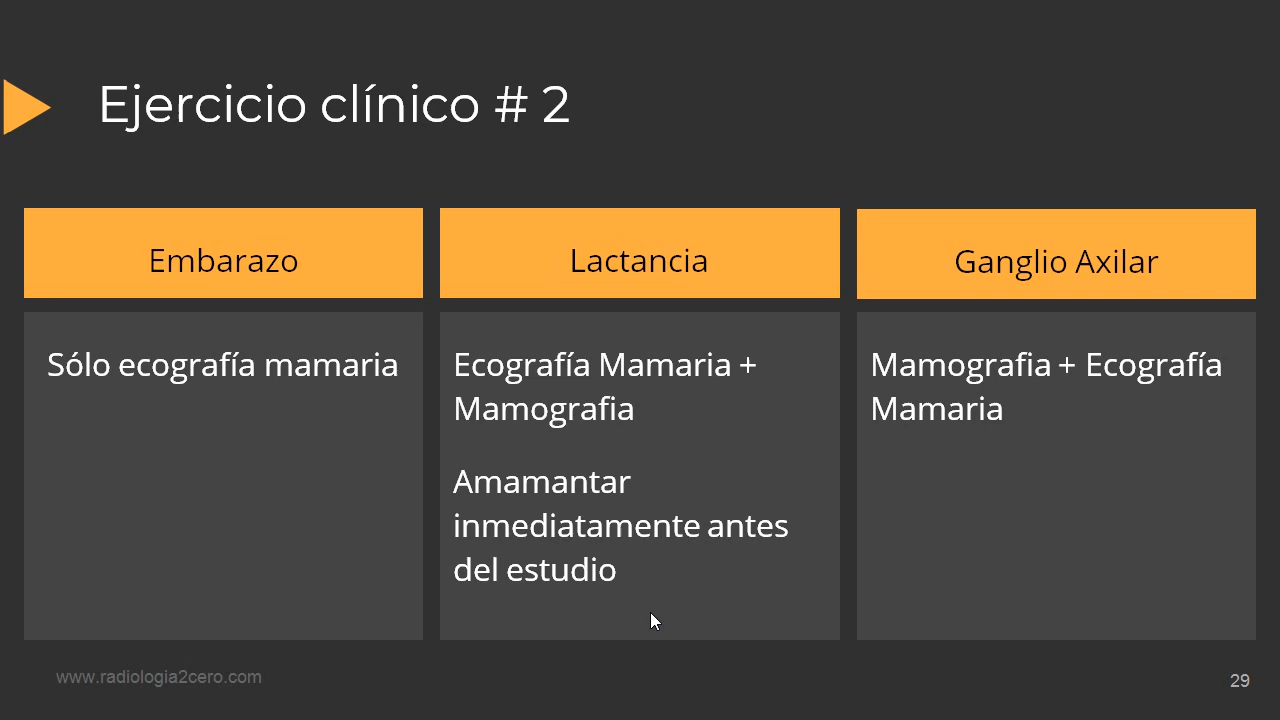 Ejercicio clínico # 2
Embarazo
Sólo ecografía mamaria
Lactancia
Ecografía Mamaria +
Mamografia
Amamantar
inmediatamente antes
del estudio
Ganglio Axilar
Mamografia + Ecografía
Mamaria
www.radiologia2cero.com
29